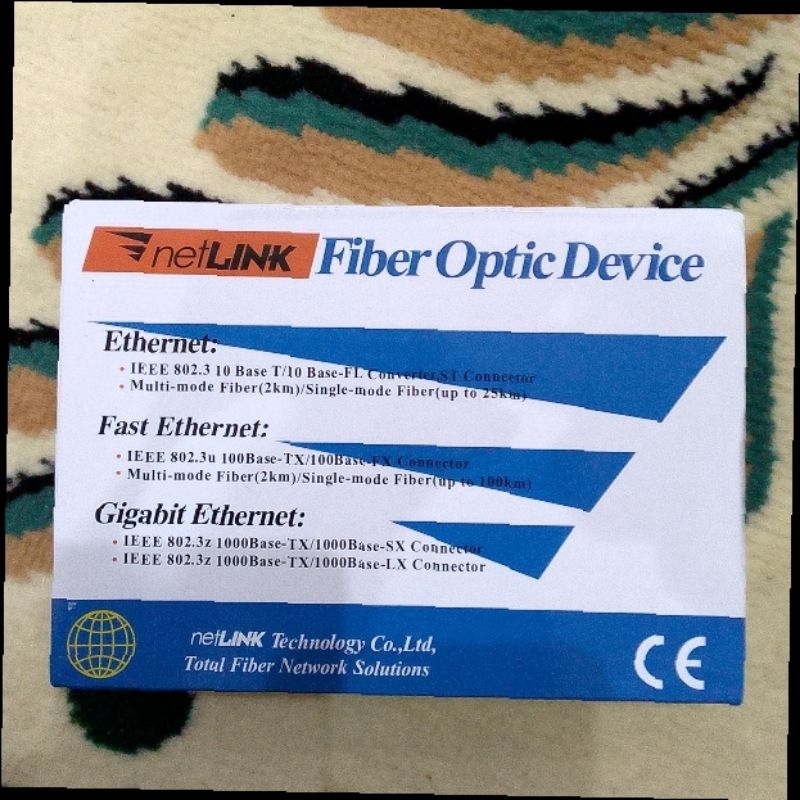 netLINK Fiber Optic Device
Ethernet:
• IEEE 802.3 10 Base T/10 Base-FL Converter,ST Connector
• Multi-mode Fiber(2km)/Single-mode Fiber(up to 25km)
Fast Ethernet:
• IEEE 802.3u 100Base-TX/100Base-FX Connector
• Multi-mode Fiber(2km)/Single-mode Fiber(up to 100km)
Gigabit Ethernet:
• IEEE 802.3z 1000Base-TX/1000Base-SX Connector
• IEEE 802.3z 1000Base-TX/1000Base-LX Connector
netLINK Technology Co.,Ltd,
Total Fiber Network Solutions
CE